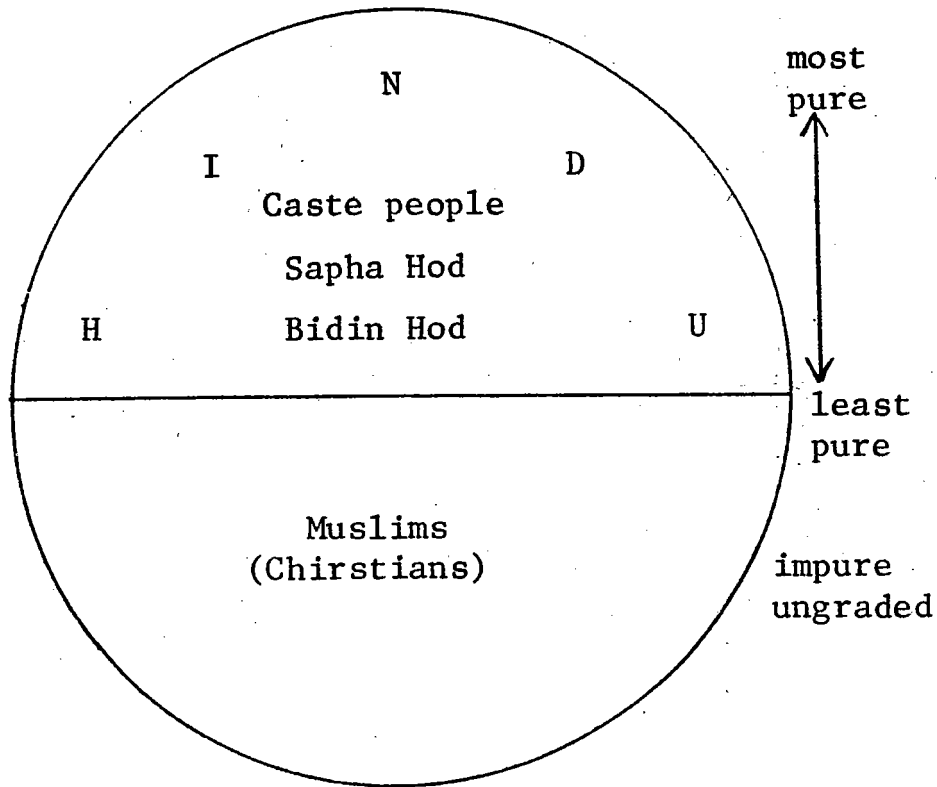 N
most
pure
I D
Caste people
Sapha Hod
H Bidin Hod U
least
pure
Muslims
(Chirstians)
impure
ungraded